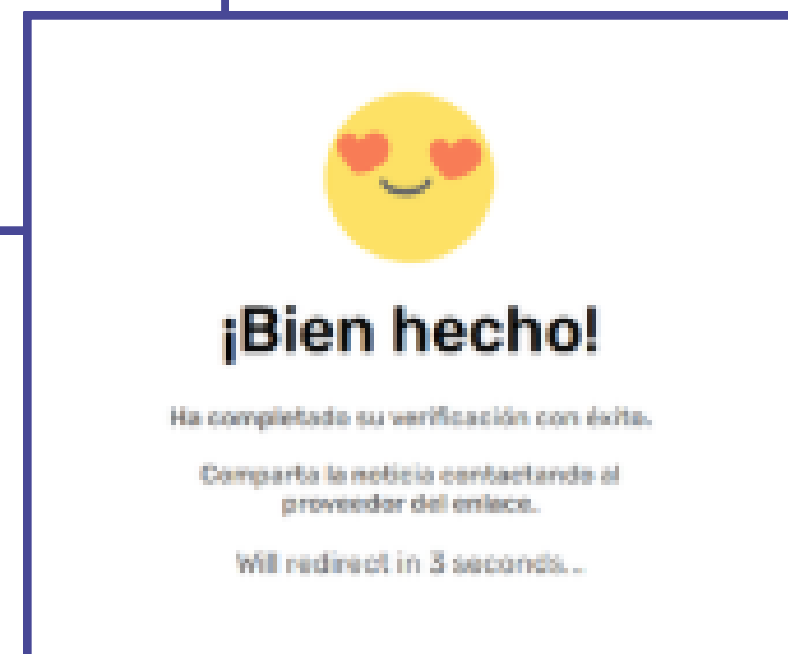 ¡Bien hecho!
Ha completado su verificación con éxito.
Comparta la noticia contactando al
proveedor del enlace.
Will redirect in 3 seconds...